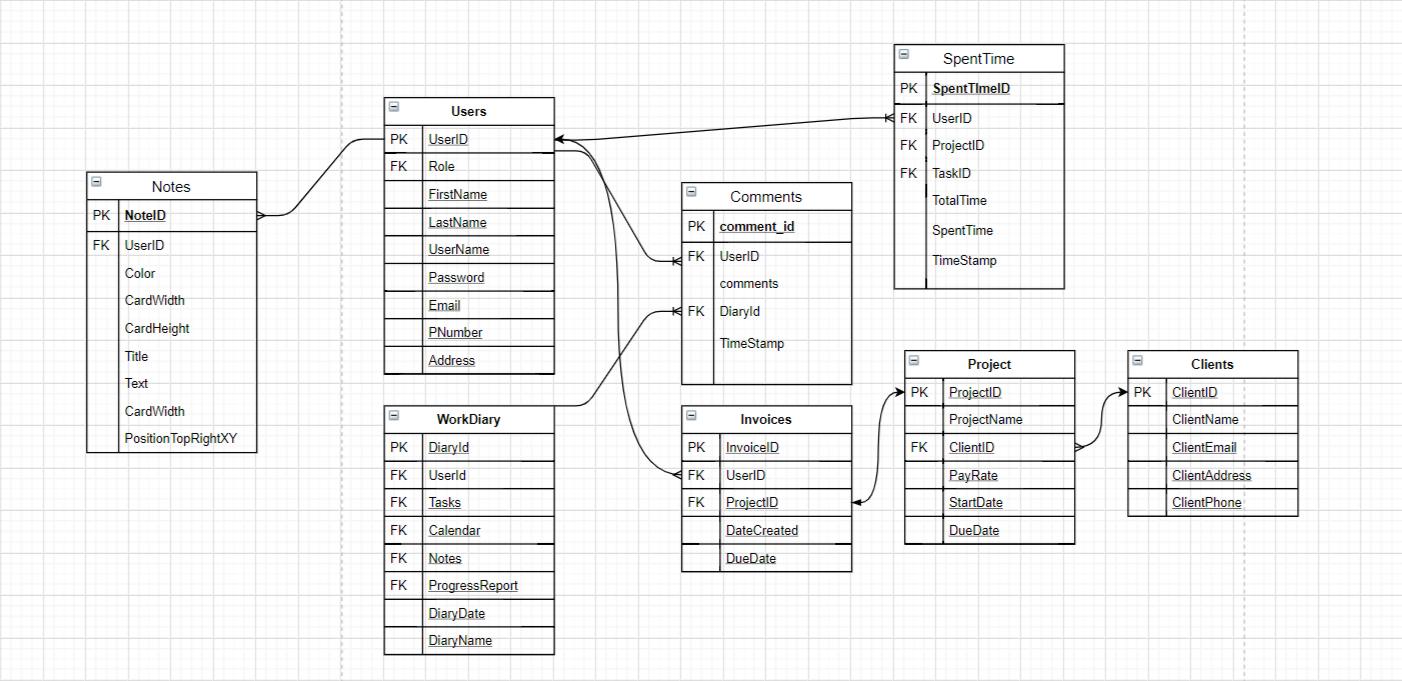 Notes
PK NoteID
FK UserID
Color
CardWidth
CardHeight
Title
Text
CardWidth
PositionTopRightXY
Users
PK UserID
FK Role
FirstName
LastName
UserName
Password
Email
PNumber
Address
WorkDiary
PK DiaryId
FK UserId
FK Tasks
FK Calendar
FK Notes
FK ProgressReport
DiaryDate
DiaryName
Comments
PK comment_id
FK UserID
comments
FK DiaryId
TimeStamp
Invoices
PK InvoiceID
FK UserID
FK ProjectID
DateCreated
DueDate
SpentTime
PK SpentTImeID
FK UserID
FK ProjectID
FK TaskID
TotalTime
SpentTime
TimeStamp
Project
PK ProjectID
ProjectName
FK ClientID
PayRate
StartDate
DueDate
Clients
PK ClientID
ClientName
ClientEmail
ClientAddress
ClientPhone